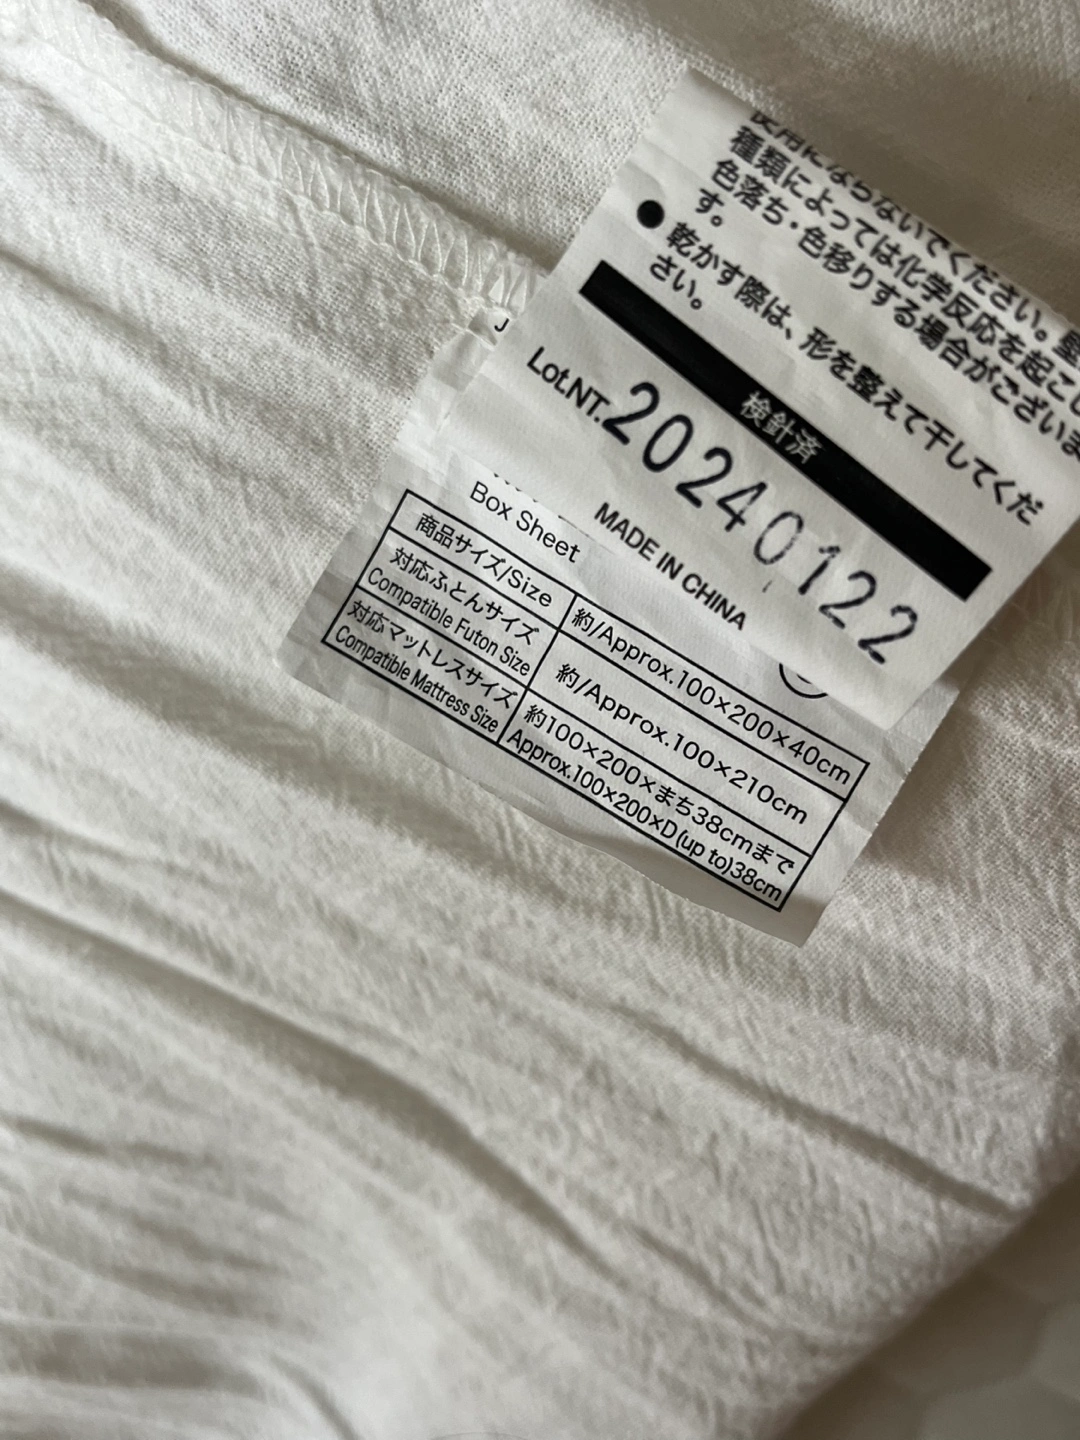 使用にならないでください。
種類によっては化学反応を起こし
色落ち・色移りする場合がございま
す。
● 乾かす際は、形を整えて干してくだ
さい。
検針済
Lot.NT. 20240122
MADE IN CHINA
J
Box Sheet
商品サイズ/Size 約/Approx.100×200×40cm
対応ふとんサイズ
Compatible Futon Size 約/Approx.100×210cm
対応マットレスサイズ 約100×200×まち38cmまで
Compatible Mattress Size Approx.100×200×D(up to)38cm